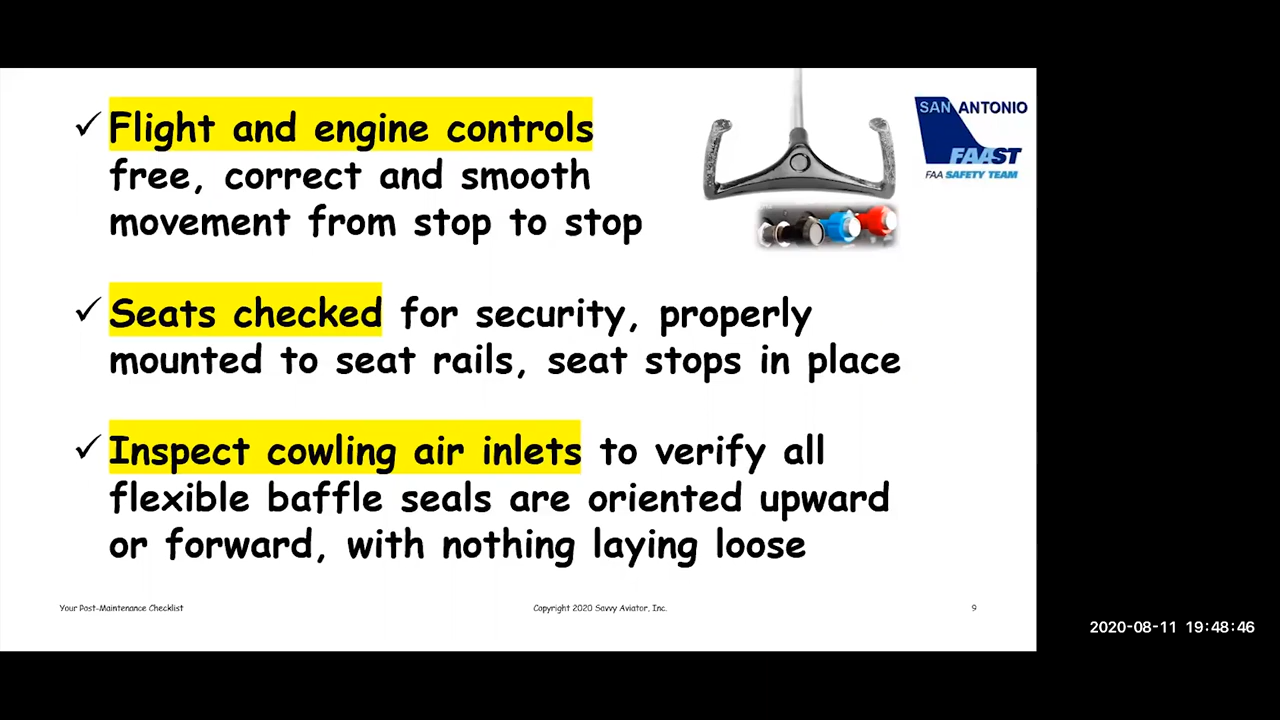 ✓ Flight and engine controls
free, correct and smooth
movement from stop to stop
SAN ANTONIO
FAAST
FAA SAFETY TEAM
✓ Seats checked for security, properly
mounted to seat rails, seat stops in place
✓ Inspect cowling air inlets to verify all
flexible baffle seals are oriented upward
or forward, with nothing laying loose
Your Post-Maintenance Checklist
Copyright 2020 Savvy Aviator, Inc.
9
2020-08-11 19:48:46